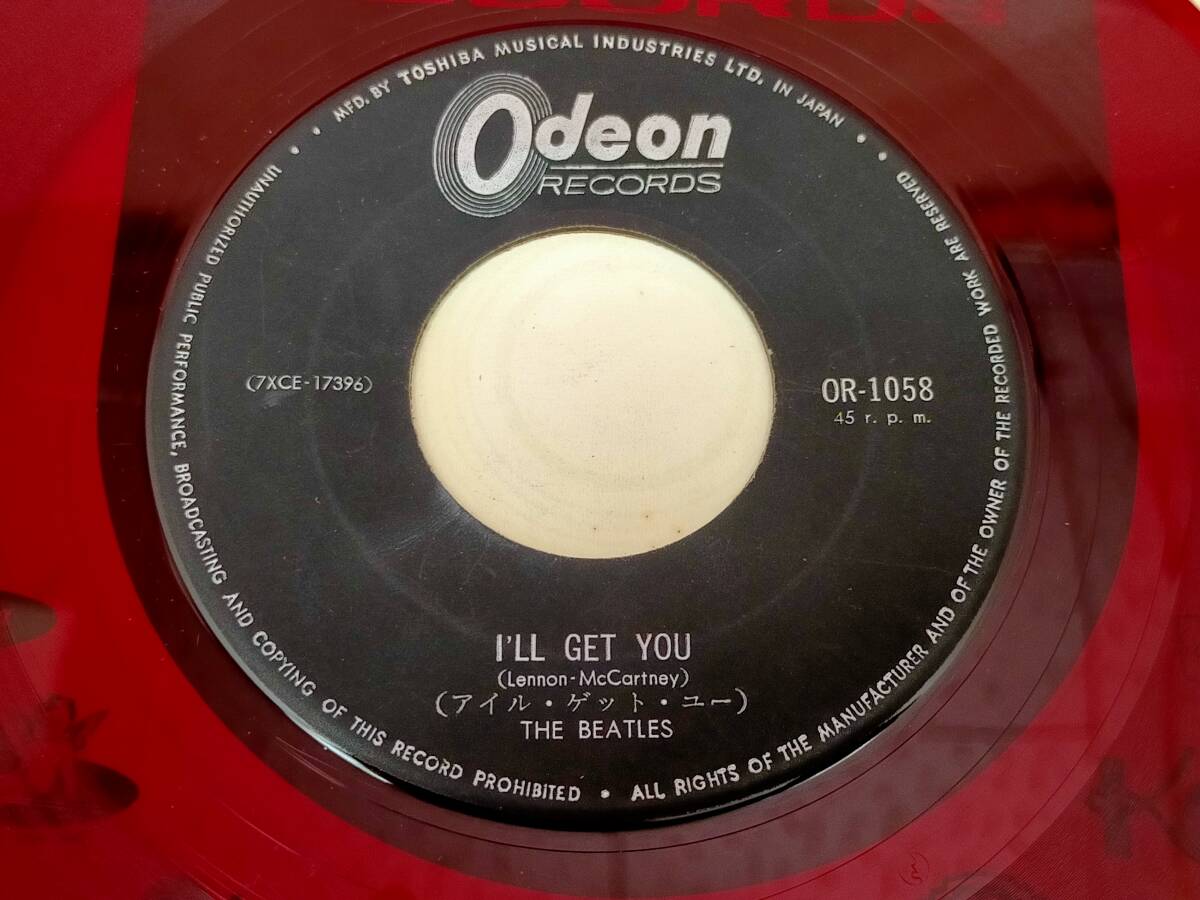 MFD. BY TOSHIBA MUSICAL INDUSTRIES LTD. IN JAPAN
Odeon
RECORDS
(7XCE-17396)
OR-1058
45 r. p. m.
I'LL GET YOU
(Lennon-McCartney)
(アイル・ゲット・ユー)
THE BEATLES
• UNAUTHORIZED PUBLIC PERFORMANCE, BROADCASTING AND COPYING OF THIS RECORD PROHIBITED • ALL RIGHTS OF THE MANUFACTURER AND OF THE OWNER OF THE RECORDED WORK ARE RESERVED •